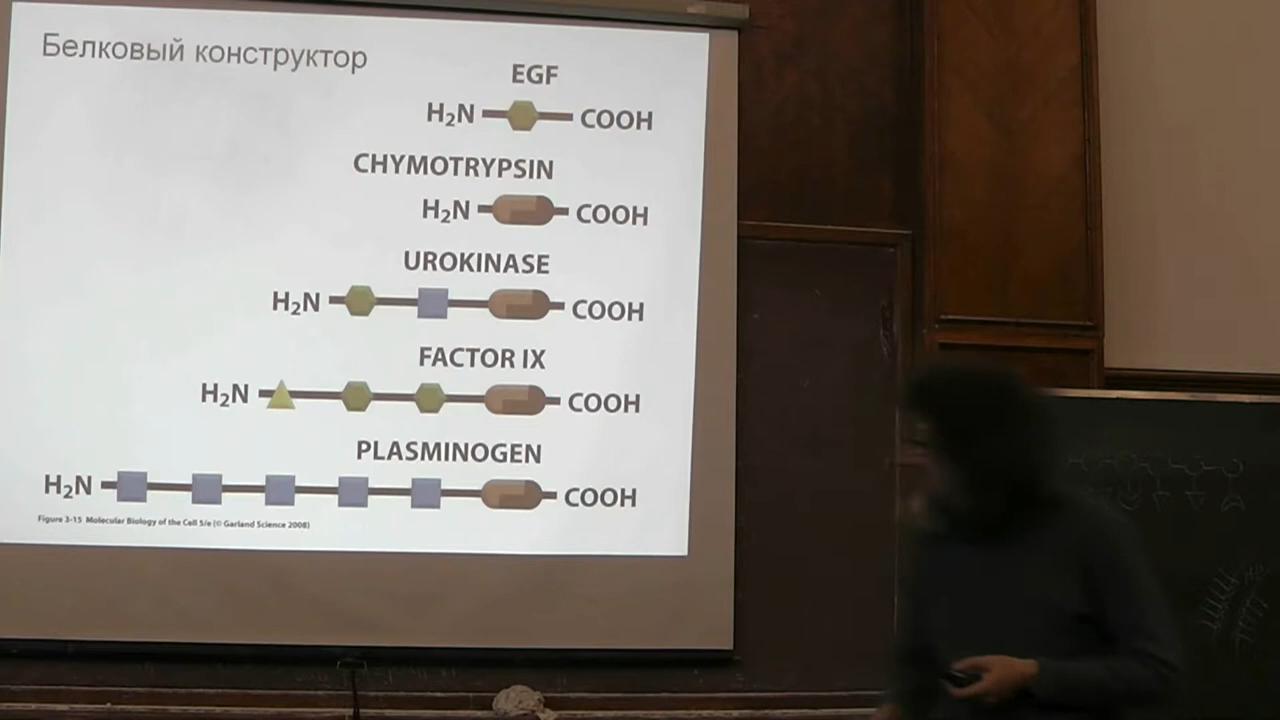 Белковый конструктор
EGF
H₂N COOH
CHYMOTRYPSIN
H₂N COOH
UROKINASE
H₂N COOH
FACTOR IX
H₂N COOH
PLASMINOGEN
H₂N COOH
Figure 3-15 Molecular Biology of the Cell 5/e (© Garland Science 2008)